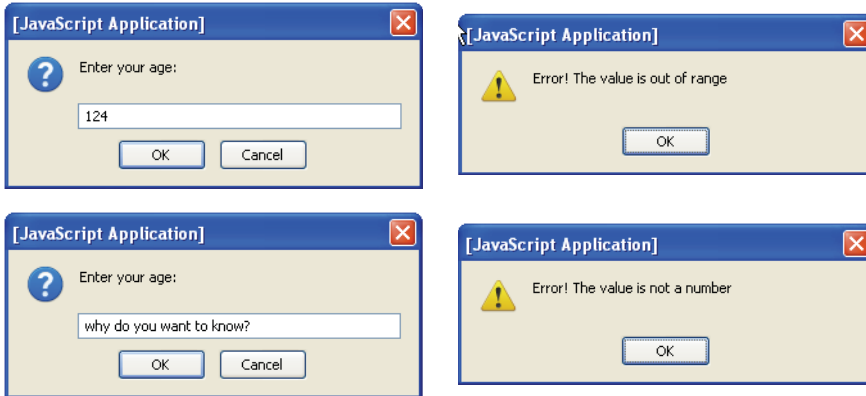 [JavaScript Application]
Enter your age:
124
OK
Cancel
[JavaScript Application]
Error! The value is out of range
OK
[JavaScript Application]
Enter your age:
why do you want to know?
OK
Cancel
[JavaScript Application]
Error! The value is not a number
OK